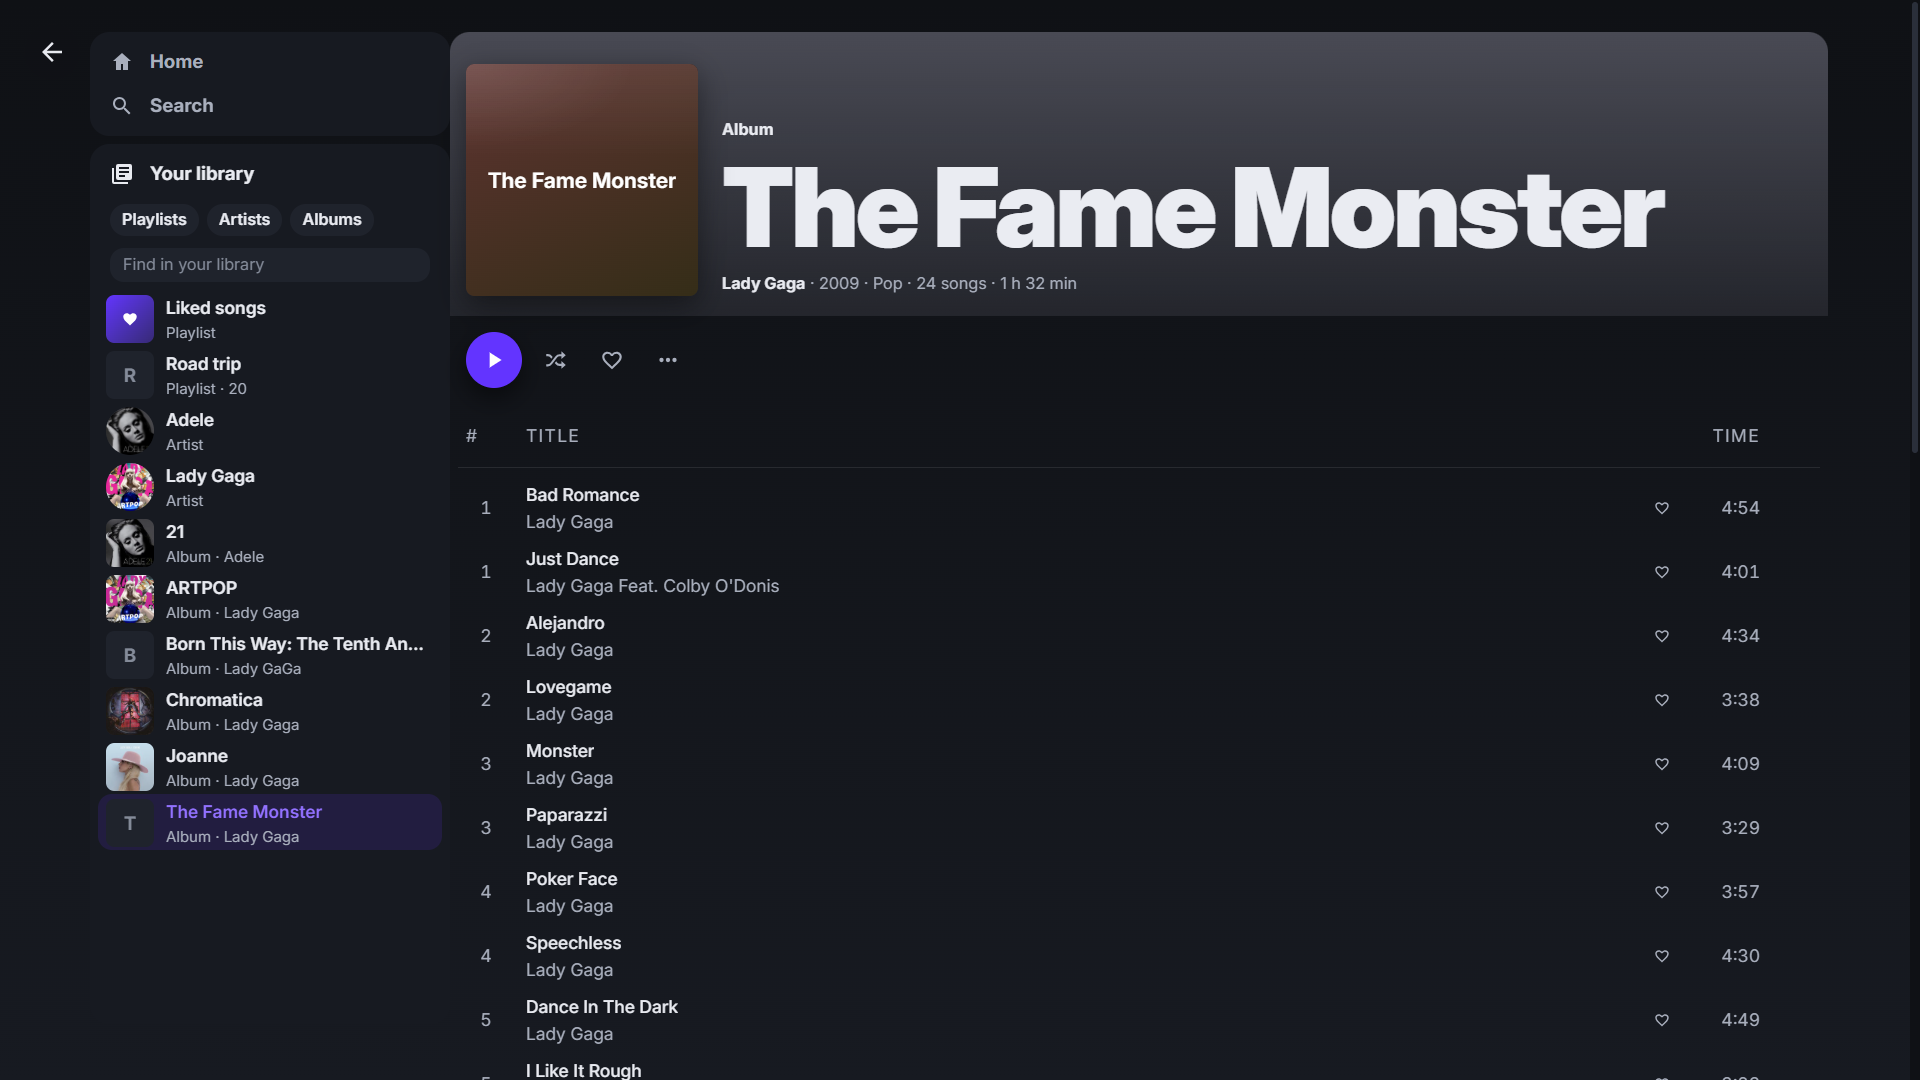 Home
Search
Your library
Playlists
Artists
Albums
Find in your library
Liked songs
Playlist
R
Road trip
Playlist · 20
Adele
Artist
Lady Gaga
Artist
21
Album · Adele
ARTPOP
Album · Lady Gaga
B
Born This Way: The Tenth An...
Album · Lady GaGa
Chromatica
Album · Lady Gaga
Joanne
Album · Lady Gaga
T
The Fame Monster
Album · Lady Gaga
The Fame Monster
Album
The Fame Monster
Lady Gaga · 2009 · Pop · 24 songs · 1 h 32 min
# TITLE TIME
1 Bad Romance 4:54
Lady Gaga
1 Just Dance 4:01
Lady Gaga Feat. Colby O'Donis
2 Alejandro 4:34
Lady Gaga
2 Lovegame 3:38
Lady Gaga
3 Monster 4:09
Lady Gaga
3 Paparazzi 3:29
Lady Gaga
4 Poker Face 3:57
Lady Gaga
4 Speechless 4:30
Lady Gaga
5 Dance In The Dark 4:49
Lady Gaga
I Like It Rough